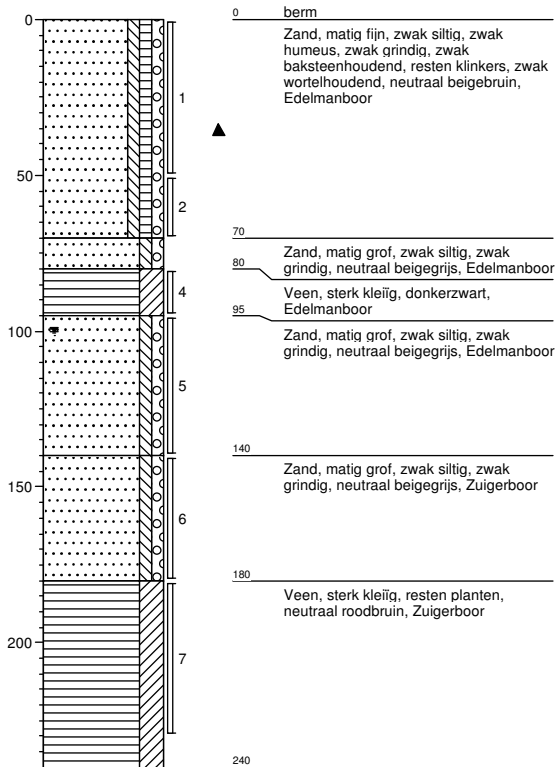 0
50
100
150
200
1
2
4
5
6
7
0
berm
Zand, matig fijn, zwak siltig, zwak
humeus, zwak grindig, zwak
baksteenhoudend, resten klinkers, zwak
wortelhoudend, neutraal beigebruin,
Edelmanboor
70
Zand, matig grof, zwak siltig, zwak
grindig, neutraal beigegrijs, Edelmanboor
80
Veen, sterk kleiïg, donkerzwart,
Edelmanboor
95
Zand, matig grof, zwak siltig, zwak
grindig, neutraal beigegrijs, Edelmanboor
140
Zand, matig grof, zwak siltig, zwak
grindig, neutraal beigegrijs, Zuigerboor
180
Veen, sterk kleiïg, resten planten,
neutraal roodbruin, Zuigerboor
240